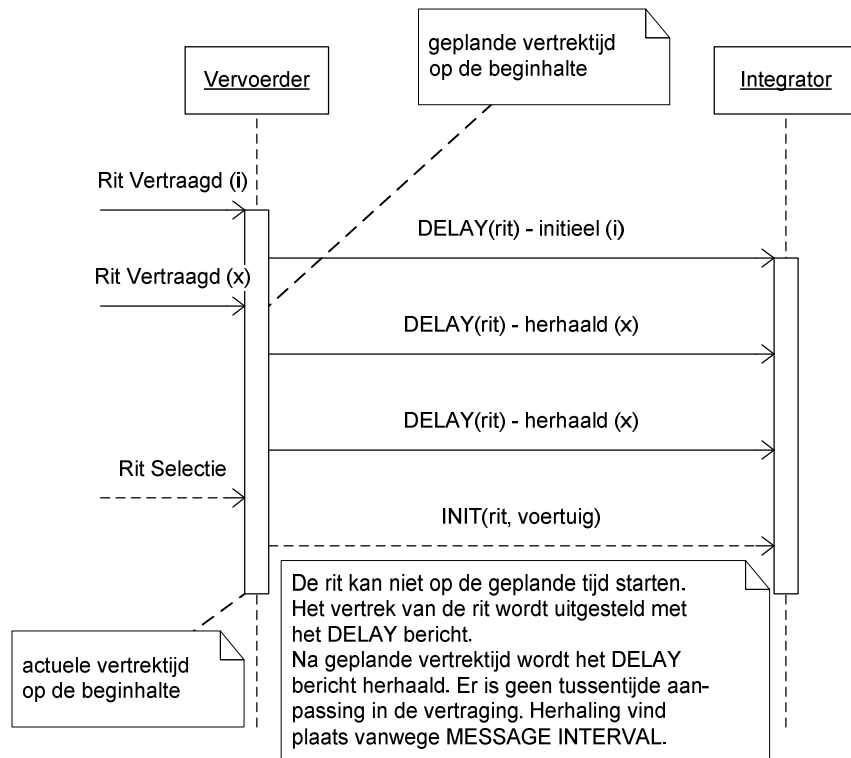 geplande vertrektijd
op de beginhalte
Vervoerder
Integrator
Rit Vertraagd (i)
DELAY(rit) - initieel (i)
Rit Vertraagd (x)
DELAY(rit) - herhaald (x)
DELAY(rit) - herhaald (x)
Rit Selectie
INIT(rit, voertuig)
De rit kan niet op de geplande tijd starten.
Het vertrek van de rit wordt uitgesteld met
het DELAY bericht.
Na geplande vertrektijd wordt het DELAY
bericht herhaald. Er is geen tussentijde aan-
passing in de vertraging. Herhaling vind
plaats vanwege MESSAGE INTERVAL.
actuele vertrektijd
op de beginhalte